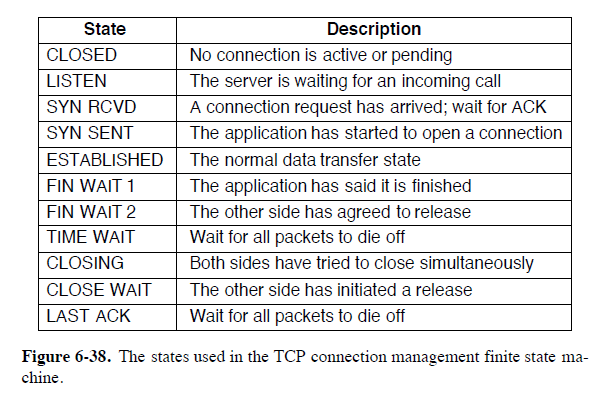 State Description
CLOSED No connection is active or pending
LISTEN The server is waiting for an incoming call
SYN RCVD A connection request has arrived; wait for ACK
SYN SENT The application has started to open a connection
ESTABLISHED The normal data transfer state
FIN WAIT 1 The application has said it is finished
FIN WAIT 2 The other side has agreed to release
TIME WAIT Wait for all packets to die off
CLOSING Both sides have tried to close simultaneously
CLOSE WAIT The other side has initiated a release
LAST ACK Wait for all packets to die off
Figure 6-38. The states used in the TCP connection management finite state ma-
chine.